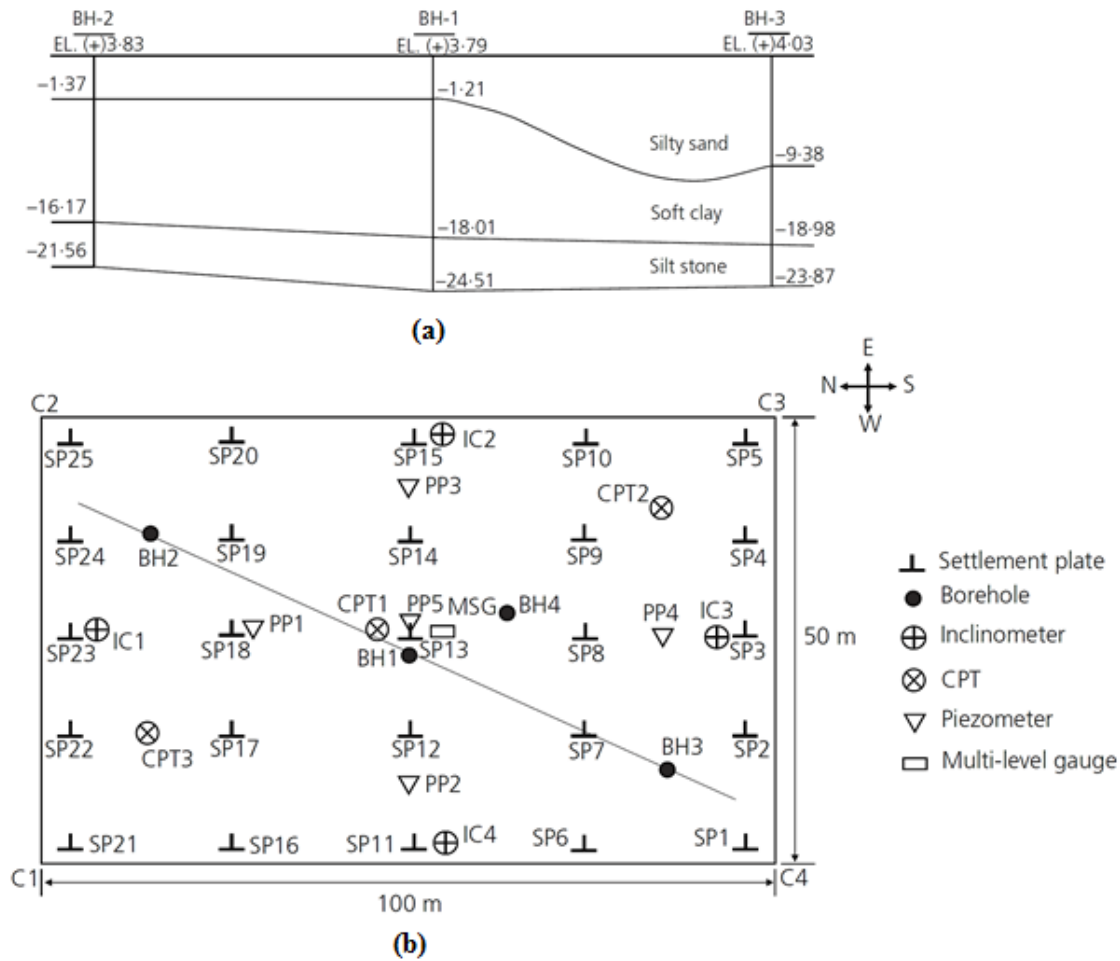 BH-2 BH-1 BH-3
EL. (+)3·83 EL. (+)3·79 EL. (+)4·03
−1·37 −1·21
Silty sand
−9·38
−16·17 Soft clay
−18·01 −18·98
−21·56 Silt stone
−24·51 −23·87
(a)
E
N S
W
C2 C3
SP25 SP20 SP15 IC2 SP10 SP5
PP3 CPT2
SP24 BH2 SP19 SP14 SP9 SP4
CPT1 PP5 MSG BH4 PP4 IC3
SP23 IC1 SP18 PP1 BH1 SP13 SP8 SP3
50 m
SP22 CPT3 SP17 SP12 SP7 BH3 SP2
PP2
SP21 SP16 SP11 IC4 SP6 SP1
C1 C4
100 m
Settlement plate
Borehole
Inclinometer
CPT
Piezometer
Multi-level gauge
(b)